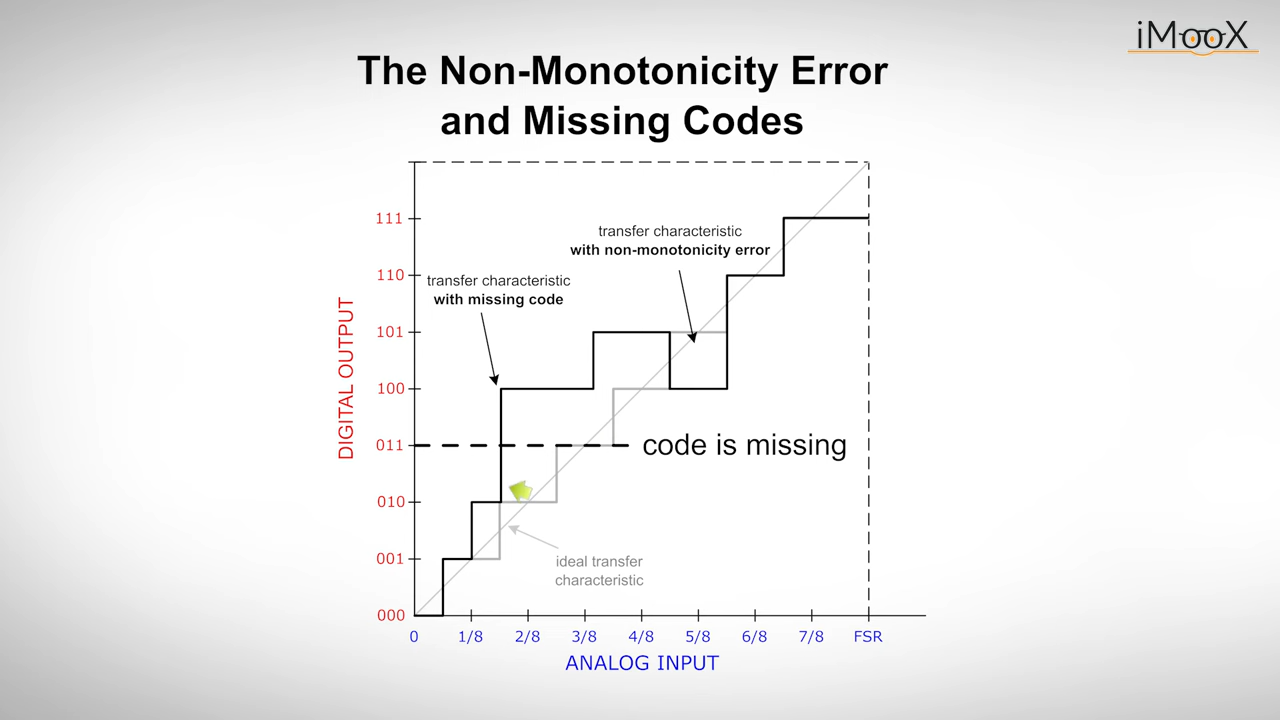 iMooX
The Non-Monotonicity Error
and Missing Codes
transfer characteristic
with non-monotonicity error
transfer characteristic
with missing code
DIGITAL OUTPUT
111
110
101
100
011
010
001
000
code is missing
ideal transfer
characteristic
0 1/8 2/8 3/8 4/8 5/8 6/8 7/8 FSR
ANALOG INPUT